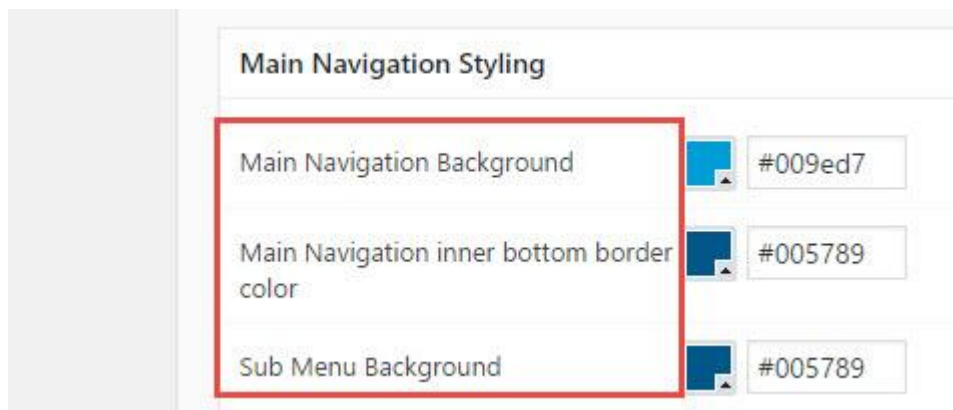 Main Navigation Styling
Main Navigation Background #009ed7
Main Navigation inner bottom border #005789
color
Sub Menu Background #005789